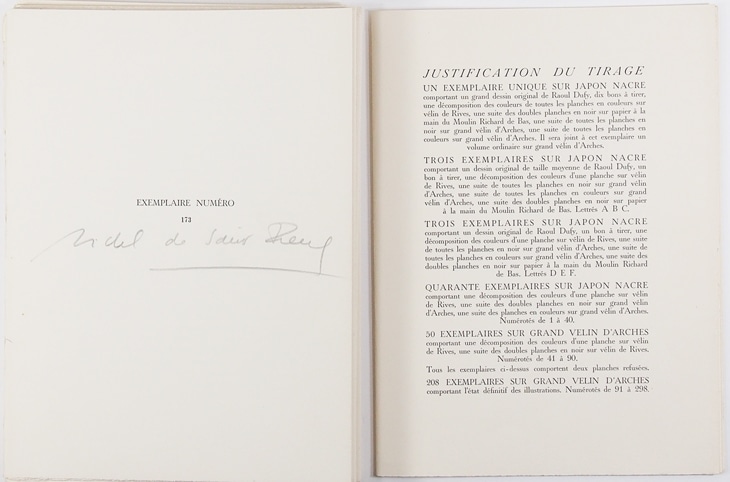 EXEMPLAIRE NUMÉRO
173
de
JUSTIFICATION DU TIRAGE
UN EXEMPLAIRE UNIQUE SUR JAPON NACRE
comportant un grand dessin original de Raoul Dufy, dix bons à tirer,
une décomposition des couleurs de toutes les planches en couleurs sur
vélin de Rives, une suite des doubles planches en noir sur papier à la
main du Moulin Richard de Bas, une suite de toutes les planches en
noir sur grand vélin d'Arches, une suite de toutes les planches en
couleurs sur grand vélin d'Arches. Il sera joint à cet exemplaire un
volume ordinaire sur grand vélin d'Arches.
TROIS EXEMPLAIRES SUR JAPON NACRE
comportant un dessin original de taille moyenne de Raoul Dufy, un
bon à tirer, une décomposition des couleurs d'une planche sur vélin
de Rives, une suite de toutes les planches en noir sur grand vélin
d'Arches, une suite de toutes les planches en couleurs sur grand vélin
d'Arches, une suite des doubles planches en noir sur papier
à la main du Moulin Richard de Bas. Lettrés A B C.
TROIS EXEMPLAIRES SUR JAPON NACRE
comportant un dessin original de Raoul Dufy, un bon à tirer, une
décomposition des couleurs d'une planche sur vélin de Rives, une suite
de toutes les planches en noir sur grand vélin d'Arches, une suite de
toutes les planches en couleurs sur grand vélin d'Arches, une suite des
doubles planches en noir sur papier à la main du Moulin Richard
de Bas. Lettrés D E F.
QUARANTE EXEMPLAIRES SUR JAPON NACRE
comportant une décomposition des couleurs d'une planche sur vélin
de Rives, une suite des doubles planches en noir sur grand vélin
d'Arches, une suite des planches en couleurs sur grand vélin d'Arches.
Numérotés de 1 à 40.
50 EXEMPLAIRES SUR GRAND VELIN D'ARCHES
comportant une décomposition des couleurs d'une planche sur vélin
de Rives, une suite des doubles planches en noir sur vélin de Rives.
Numérotés de 41 à 90.
Tous les exemplaires ci-dessus comportent deux planches refusées.
208 EXEMPLAIRES SUR GRAND VELIN D'ARCHES
comportant l'état définitif des illustrations. Numérotés de 91 à 298.